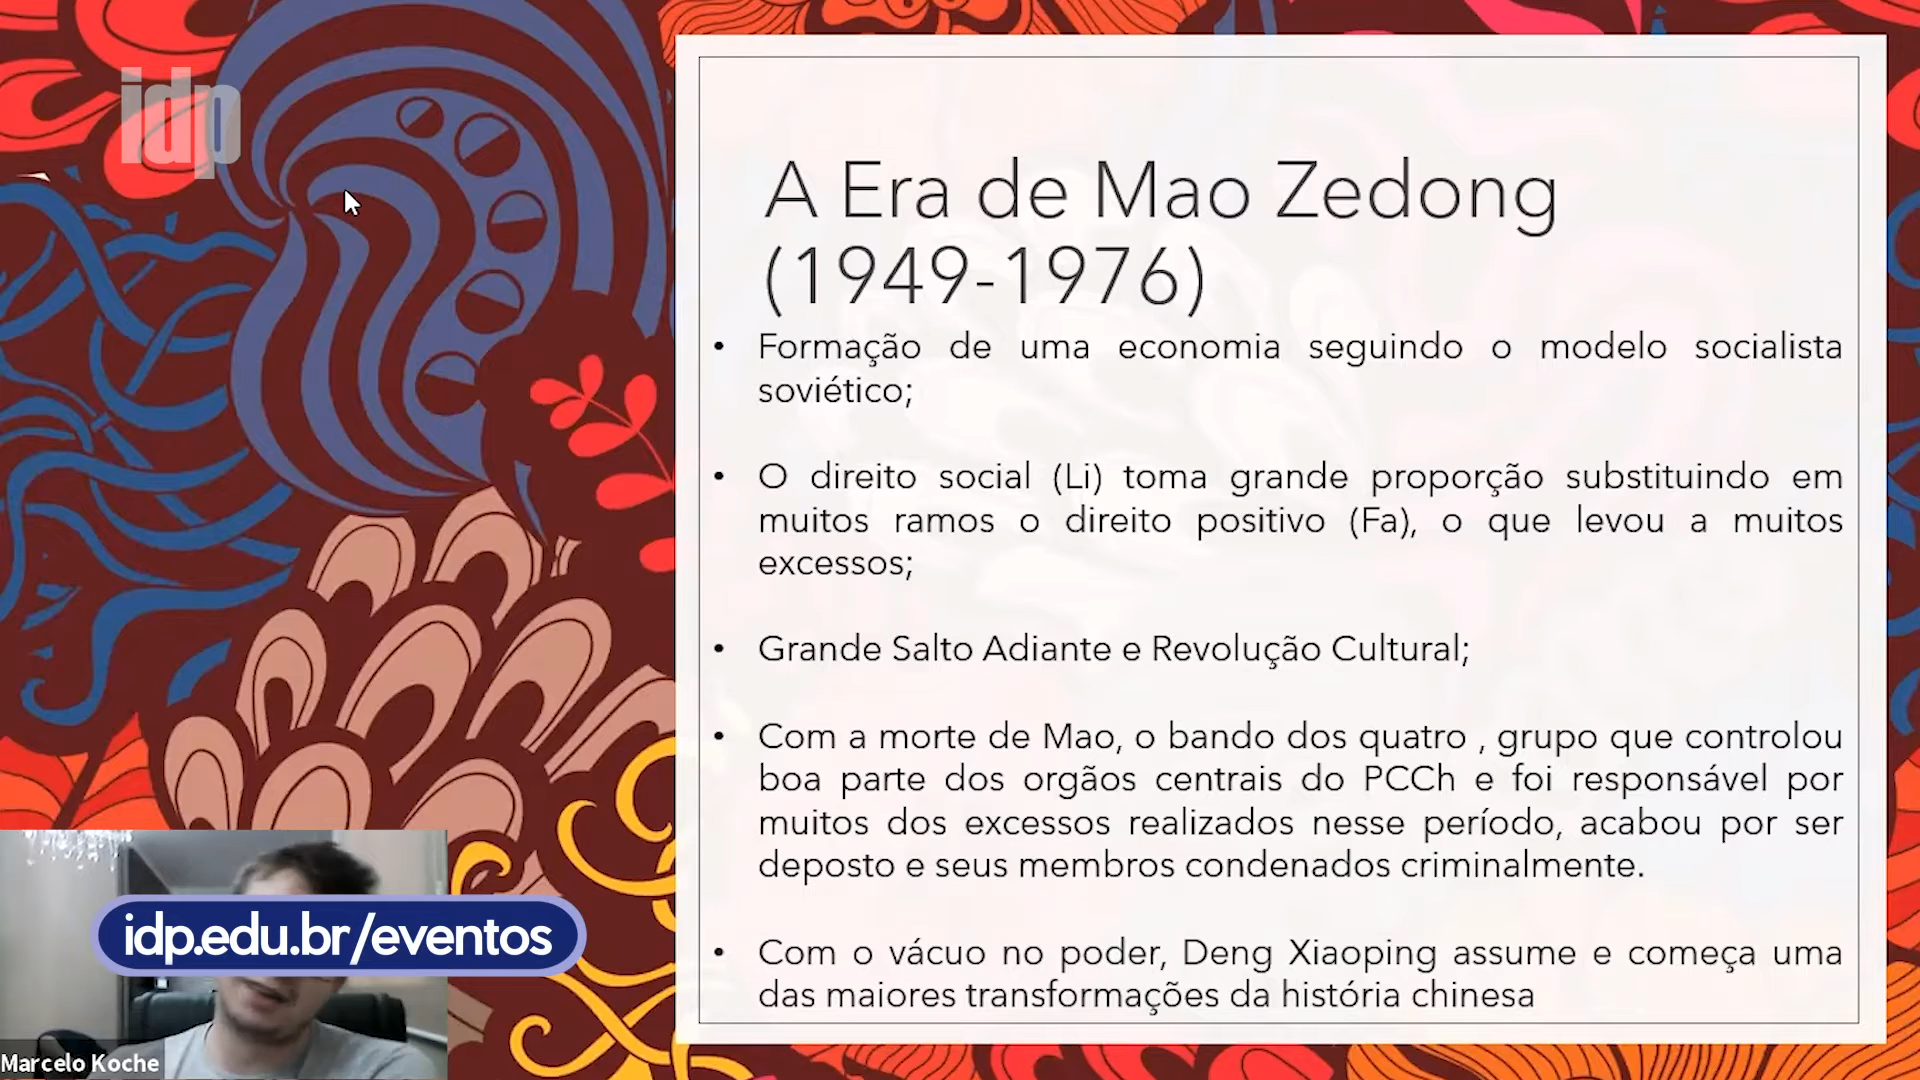 idp
A Era de Mao Zedong
(1949-1976)
• Formação de uma economia seguindo o modelo socialista
soviético;
• O direito social (Li) toma grande proporção substituindo em
muitos ramos o direito positivo (Fa), o que levou a muitos
excessos;
• Grande Salto Adiante e Revolução Cultural;
• Com a morte de Mao, o bando dos quatro , grupo que controlou
boa parte dos orgãos centrais do PCCh e foi responsável por
muitos dos excessos realizados nesse período, acabou por ser
deposto e seus membros condenados criminalmente.
• Com o vácuo no poder, Deng Xiaoping assume e começa uma
das maiores transformações da história chinesa
idp.edu.br/eventos
Marcelo Koche